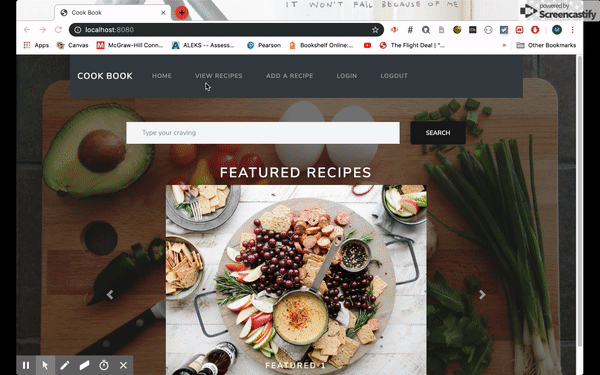 IT WON'T FAIL BECAUSE OF ME
powered by
Screencastify
Cook Book
localhost:8080
Apps
Canvas
McGraw-Hill Conn...
ALEKS -- Assess...
Pearson
Bookshelf Online:...
The Flight Deal | "...
Other Bookmarks
COOK BOOK
HOME
VIEW RECIPES
ADD A RECIPE
LOGIN
LOGOUT
Type your craving
SEARCH
FEATURED RECIPES
FEATURED 1